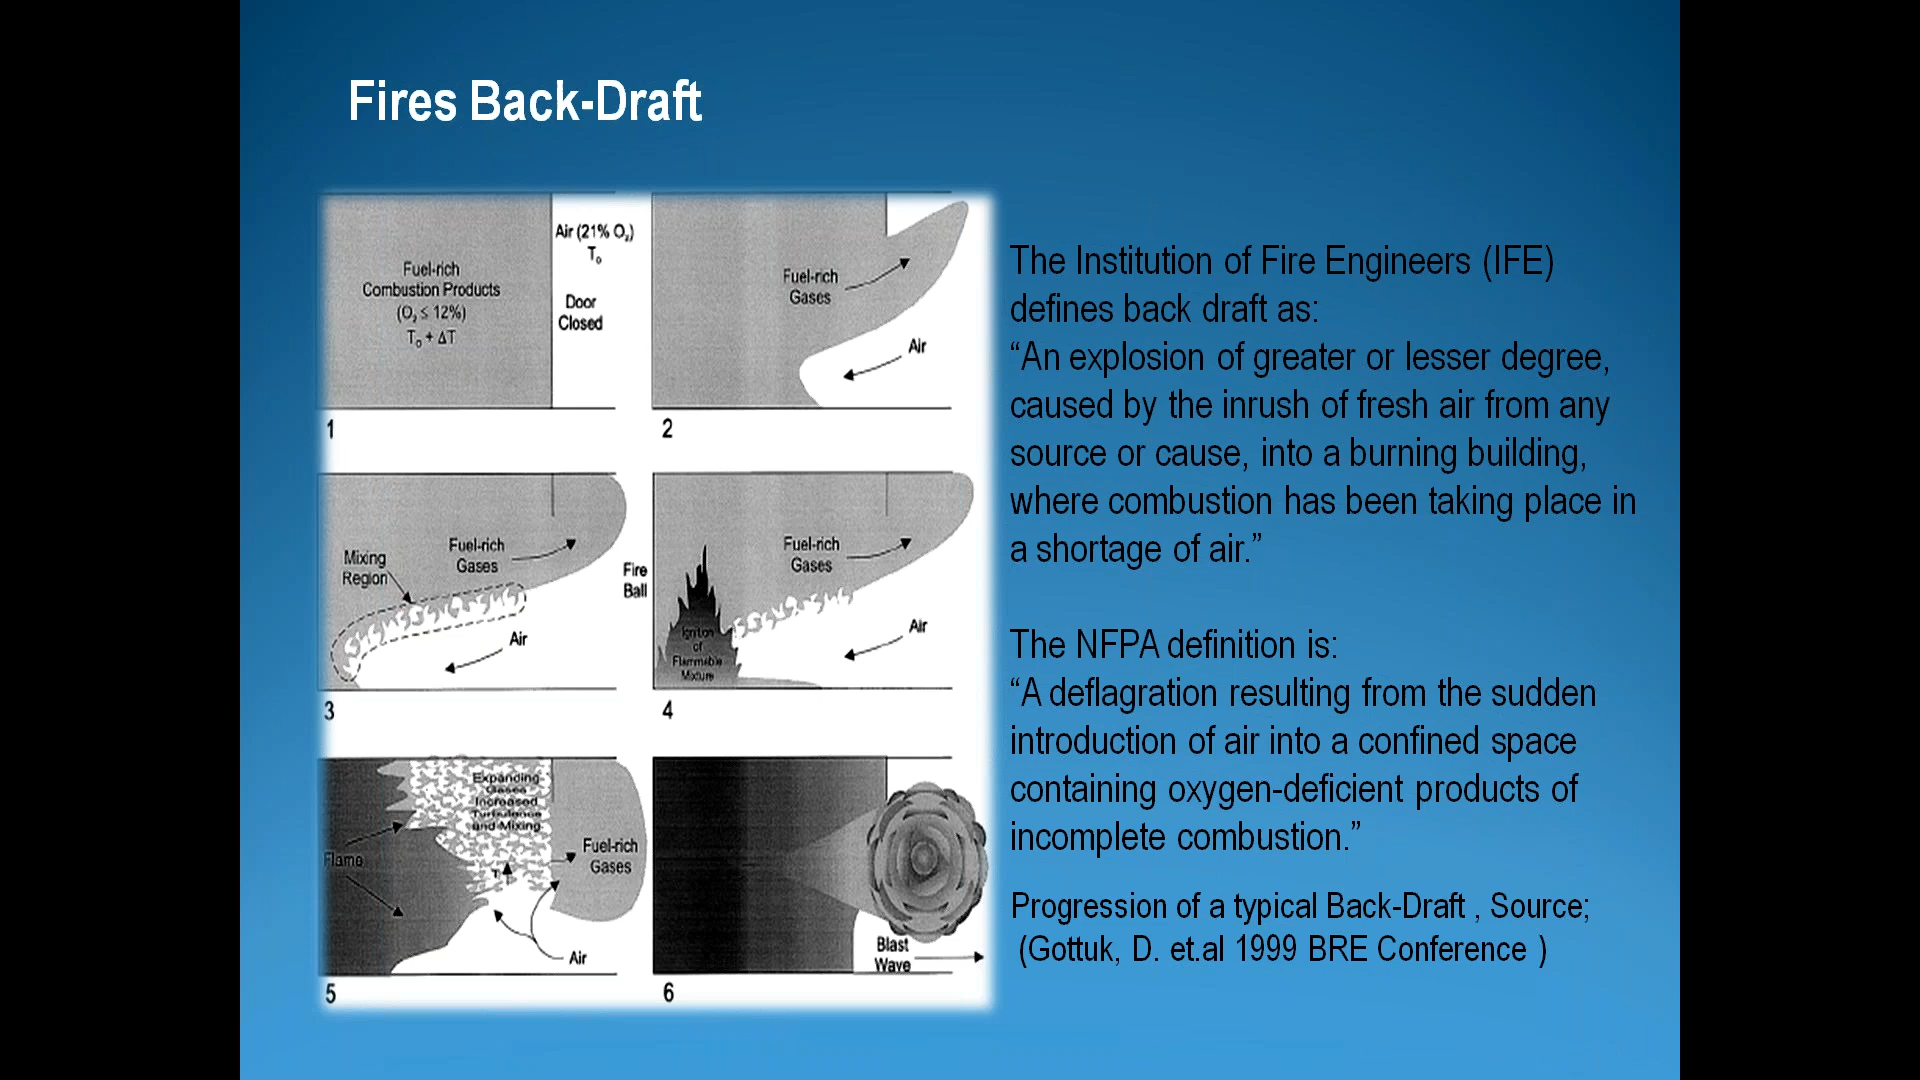 Fires Back-Draft
Fuel-rich
Combustion Products
(O₂ ≤ 12%)
T₀ + ΔT
Air (21% O₂)
T₀
Door
Closed
1
Fuel-rich
Gases
Air
2
Mixing
Region
Fuel-rich
Gases
Air
3
Fire
Ball
Fuel-rich
Gases
Ignition
of
Flammable
Mixture
Air
4
Expanding
Gases
Increased
Turbulence
and Mixing
Flame
Fuel-rich
Gases
Air
5
Blast
Wave
6
The Institution of Fire Engineers (IFE)
defines back draft as:
“An explosion of greater or lesser degree,
caused by the inrush of fresh air from any
source or cause, into a burning building,
where combustion has been taking place in
a shortage of air.”
The NFPA definition is:
“A deflagration resulting from the sudden
introduction of air into a confined space
containing oxygen-deficient products of
incomplete combustion.”
Progression of a typical Back-Draft , Source;
(Gottuk, D. et.al 1999 BRE Conference )